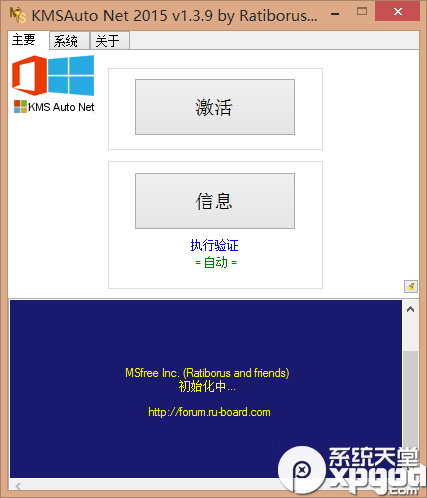 KMSAuto Net 2015 v1.3.9 by Ratiborus...
主要 系统 关于
KMS Auto Net
激活
信息
执行验证
= 自动 =
MSfree Inc. (Ratiborus and friends)
初始化中...
http://forum.ru-board.com
系统天堂